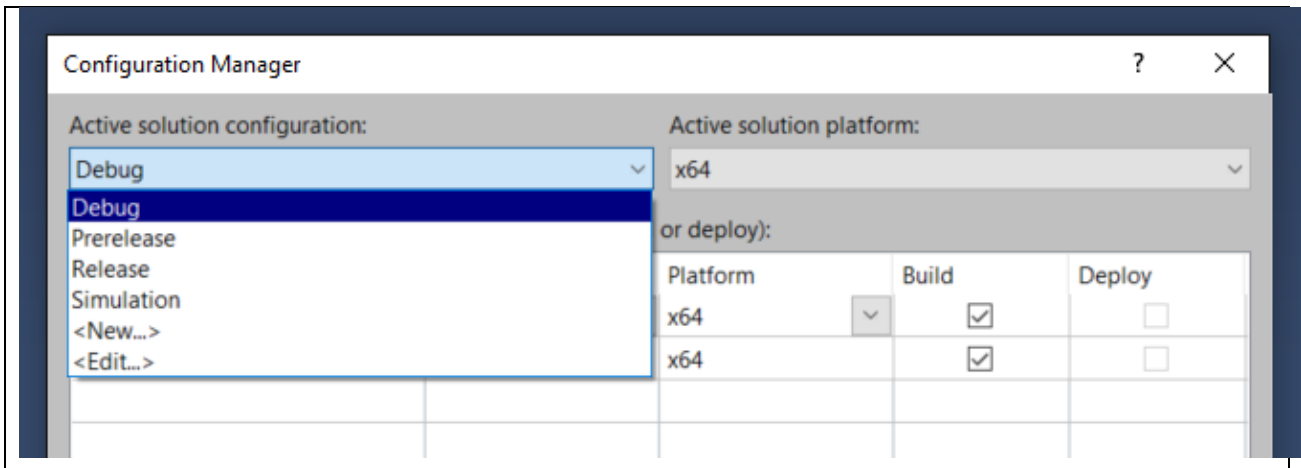 Configuration Manager ?
Active solution configuration: Active solution platform:
Debug x64
Debug
Prerelease or deploy):
Release Platform Build Deploy
Simulation
<New...> x64
<Edit...> x64